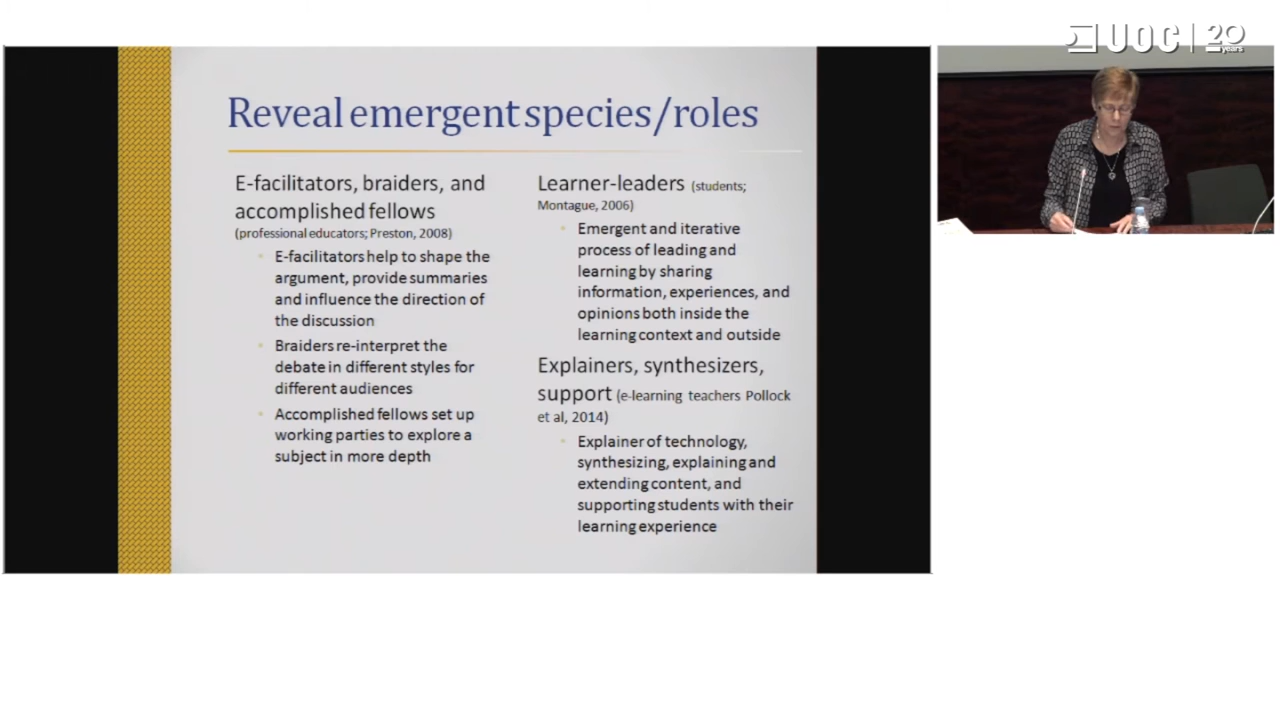 UOC | 20
years
Reveal emergent species/roles
E-facilitators, braiders, and
accomplished fellows
(professional educators; Preston, 2008)
E-facilitators help to shape the
argument, provide summaries
and influence the direction of
the discussion
Braiders re-interpret the
debate in different styles for
different audiences
Accomplished fellows set up
working parties to explore a
subject in more depth
Learner-leaders (students;
Montague, 2006)
Emergent and iterative
process of leading and
learning by sharing
information, experiences, and
opinions both inside the
learning context and outside
Explainers, synthesizers,
support (e-learning teachers Pollock
et al, 2014)
Explainer of technology,
synthesizing, explaining and
extending content, and
supporting students with their
learning experience